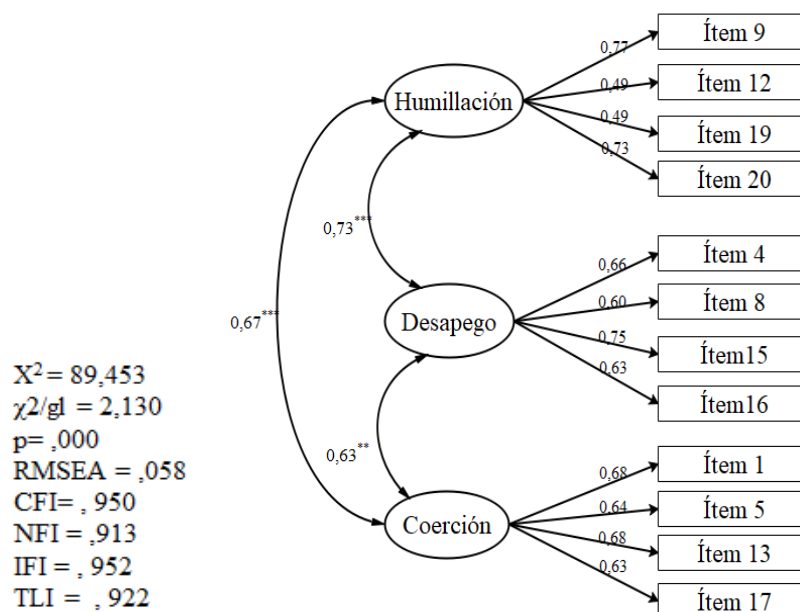 0,77
Ítem 9
Humillación
0,49
Ítem 12
0,49
Ítem 19
0,73
Ítem 20
0,73***
0,66
Ítem 4
0,60
Ítem 8
Desapego
0,67***
0,75
Ítem15
0,63
Ítem16
0,63**
0,68
Ítem 1
0,64
Ítem 5
Coerción
0,68
Ítem 13
0,63
Ítem 17
X² = 89,453
χ2/gl = 2,130
p= ,000
RMSEA = ,058
CFI= , 950
NFI = ,913
IFI = , 952
TLI = , 922